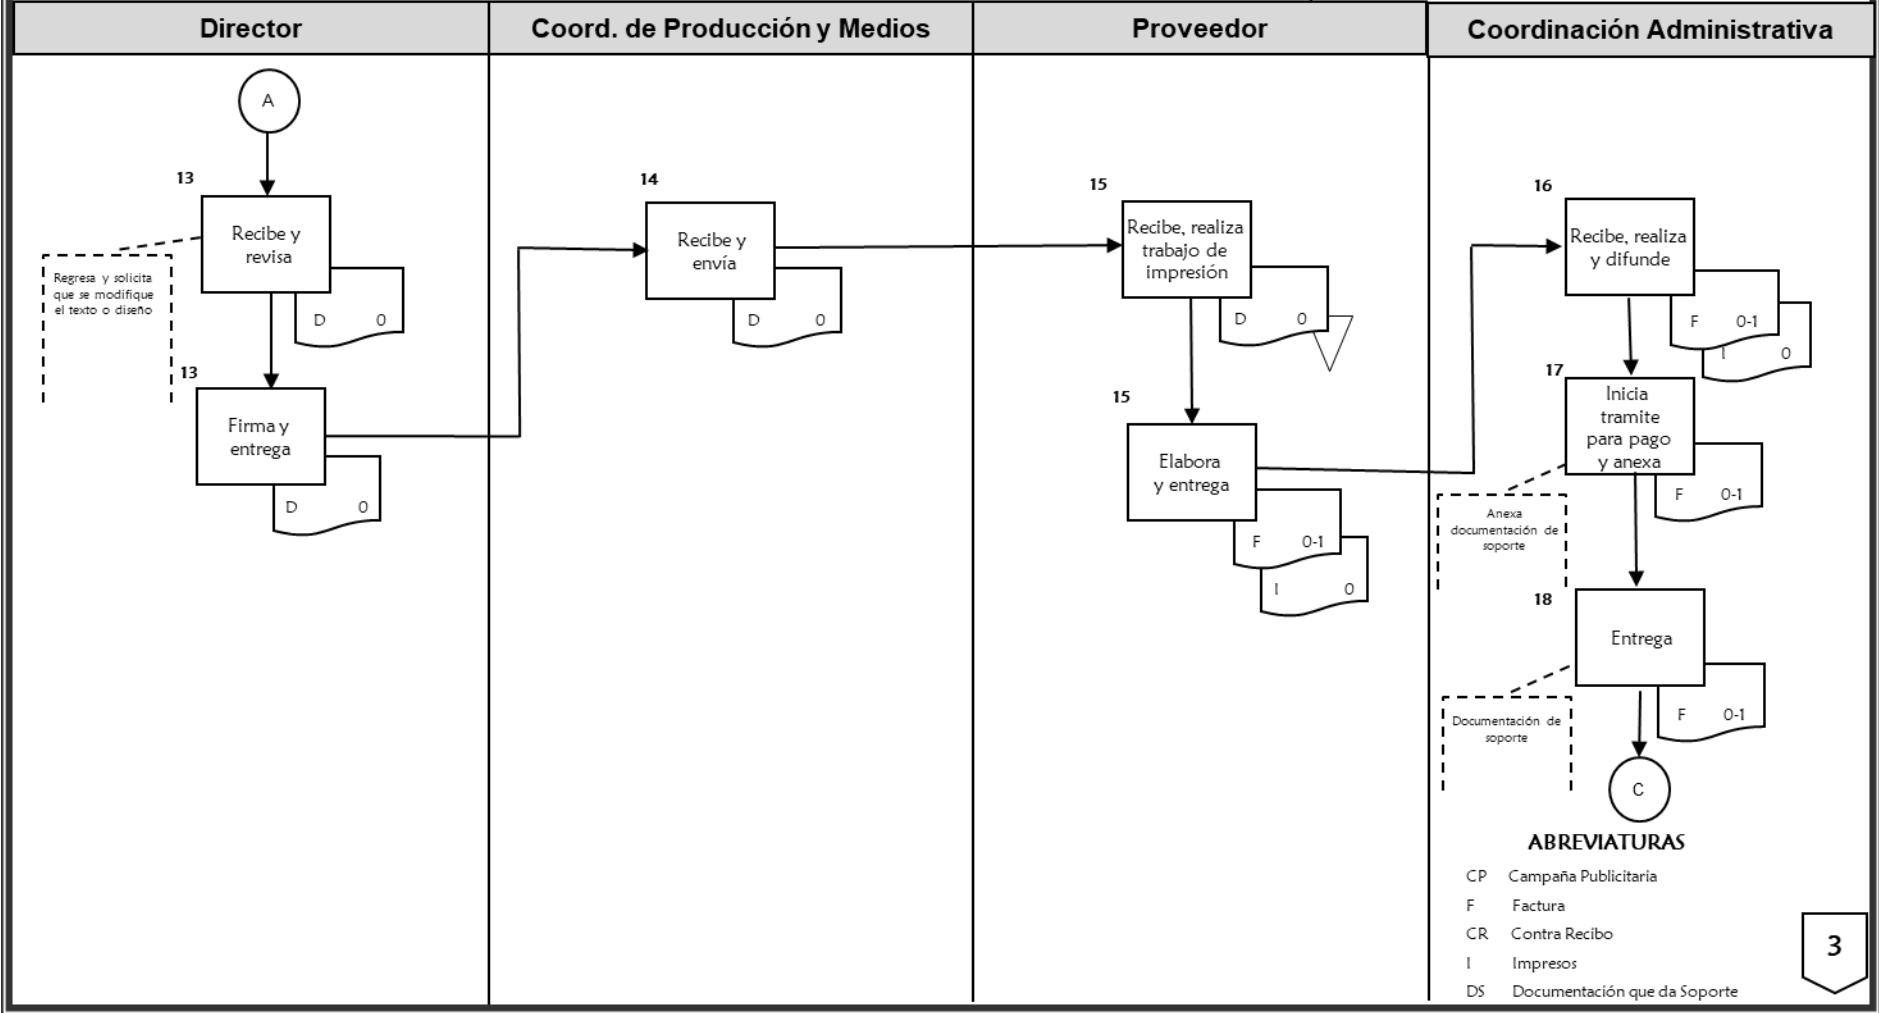 Director
Coord. de Producción y Medios
Proveedor
Coordinación Administrativa
A
13
Recibe y
revisa
D 0
Regresa y solicita
que se modifique
el texto o diseño
13
Firma y
entrega
D 0
14
Recibe y
envía
D 0
15
Recibe, realiza
trabajo de
impresión
D 0
15
Elabora
y entrega
F 0-1
I 0
16
Recibe, realiza
y difunde
F 0-1
I 0
17
Inicia
tramite
para pago
y anexa
F 0-1
Anexa
documentación de
soporte
18
Entrega
F 0-1
Documentación de
soporte
C
ABREVIATURAS
CP Campaña Publicitaria
F Factura
CR Contra Recibo
I Impresos
DS Documentación que da Soporte
3